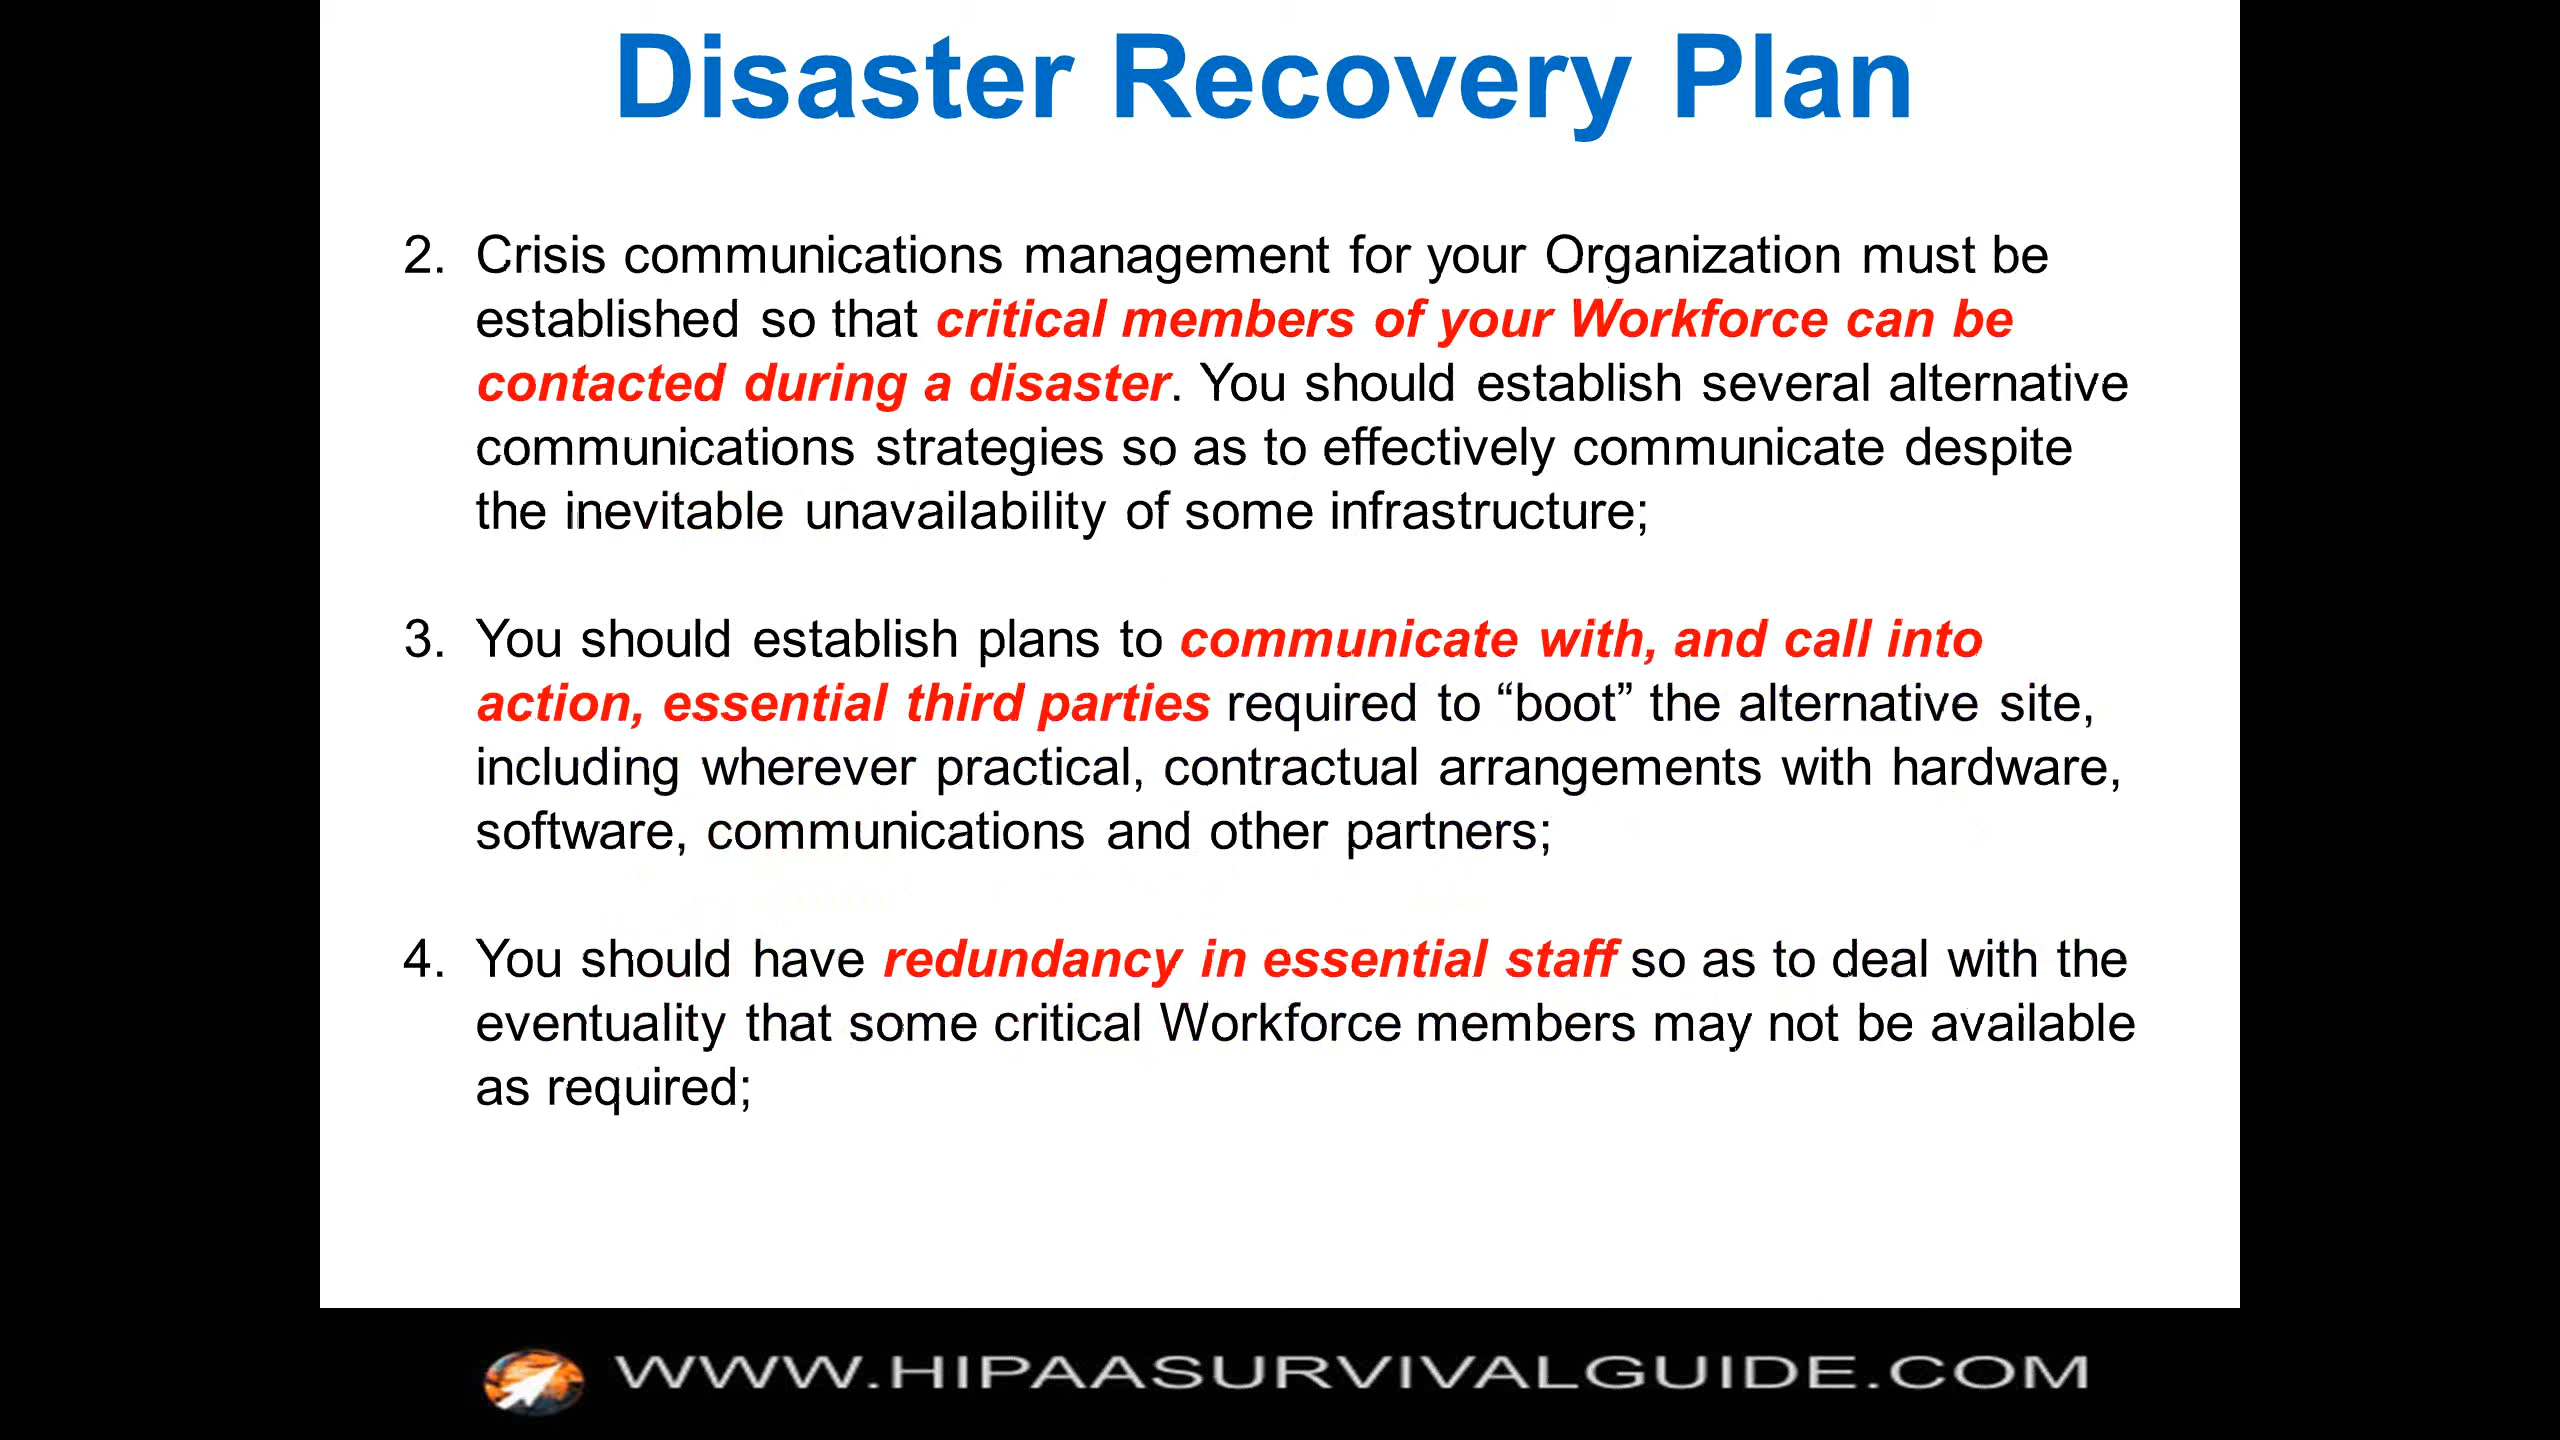 Disaster Recovery Plan
2. Crisis communications management for your Organization must be
established so that critical members of your Workforce can be
contacted during a disaster. You should establish several alternative
communications strategies so as to effectively communicate despite
the inevitable unavailability of some infrastructure;
3. You should establish plans to communicate with, and call into
action, essential third parties required to “boot” the alternative site,
including wherever practical, contractual arrangements with hardware,
software, communications and other partners;
4. You should have redundancy in essential staff so as to deal with the
eventuality that some critical Workforce members may not be available
as required;
WWW.HIPAASURVIVALGUIDE.COM